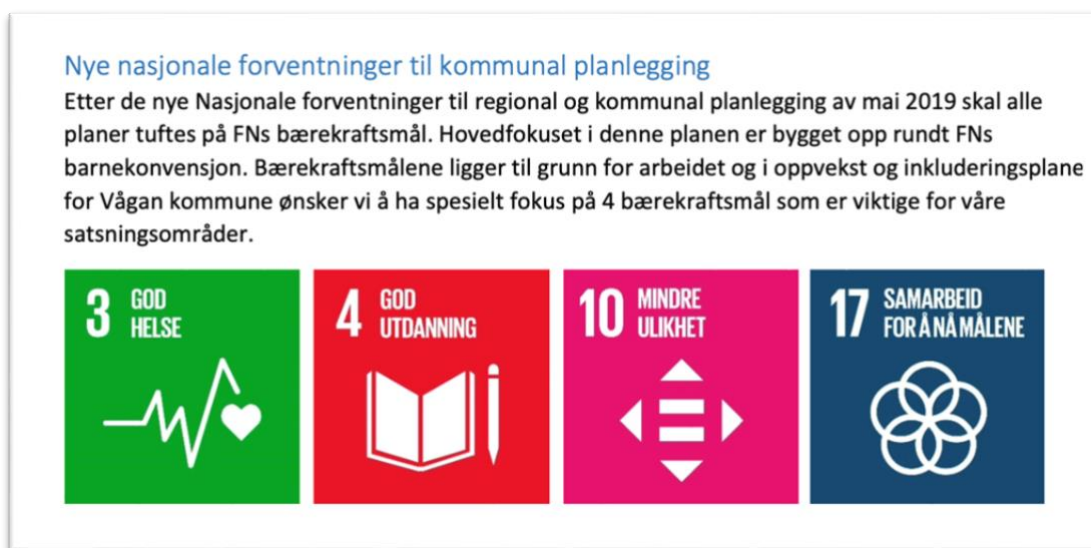 Nye nasjonale forventninger til kommunal planlegging
Etter de nye Nasjonale forventninger til regional og kommunal planlegging av mai 2019 skal alle
planer tuftes på FNs bærekraftsmål. Hovedfokuset i denne planen er bygget opp rundt FNs
barnekonvensjon. Bærekraftsmålene ligger til grunn for arbeidet og i oppvekst og inkluderingsplane
for Vågan kommune ønsker vi å ha spesielt fokus på 4 bærekraftsmål som er viktige for våre
satsningsområder.
3 GOD
HELSE
4 GOD
UTDANNING
10 MINDRE
ULIKHET
17 SAMARBEID
FOR Å NÅ MÅLENE